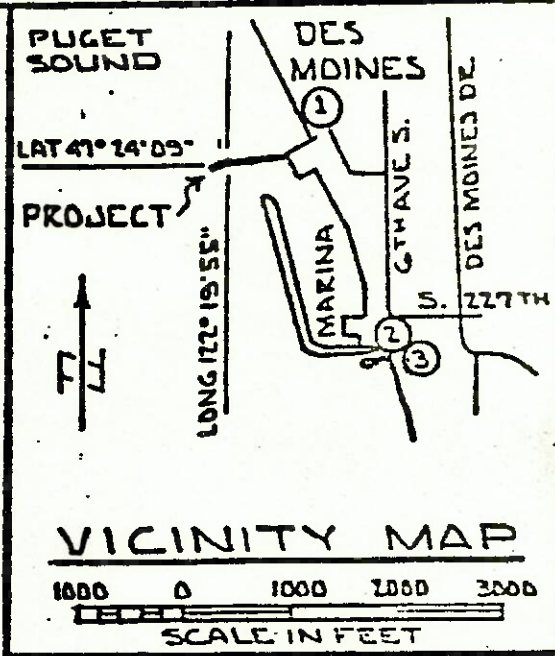 PUGET
SOUND
DES
MOINES
1
LAT 47° 24' 09"
PROJECT
LONG 122° 19' 55"
MARINA
6TH AVE S.
DES MOINES DR.
S. 227TH
2
3
VICINITY MAP
1000 0 1000 2000 3000
SCALE IN FEET